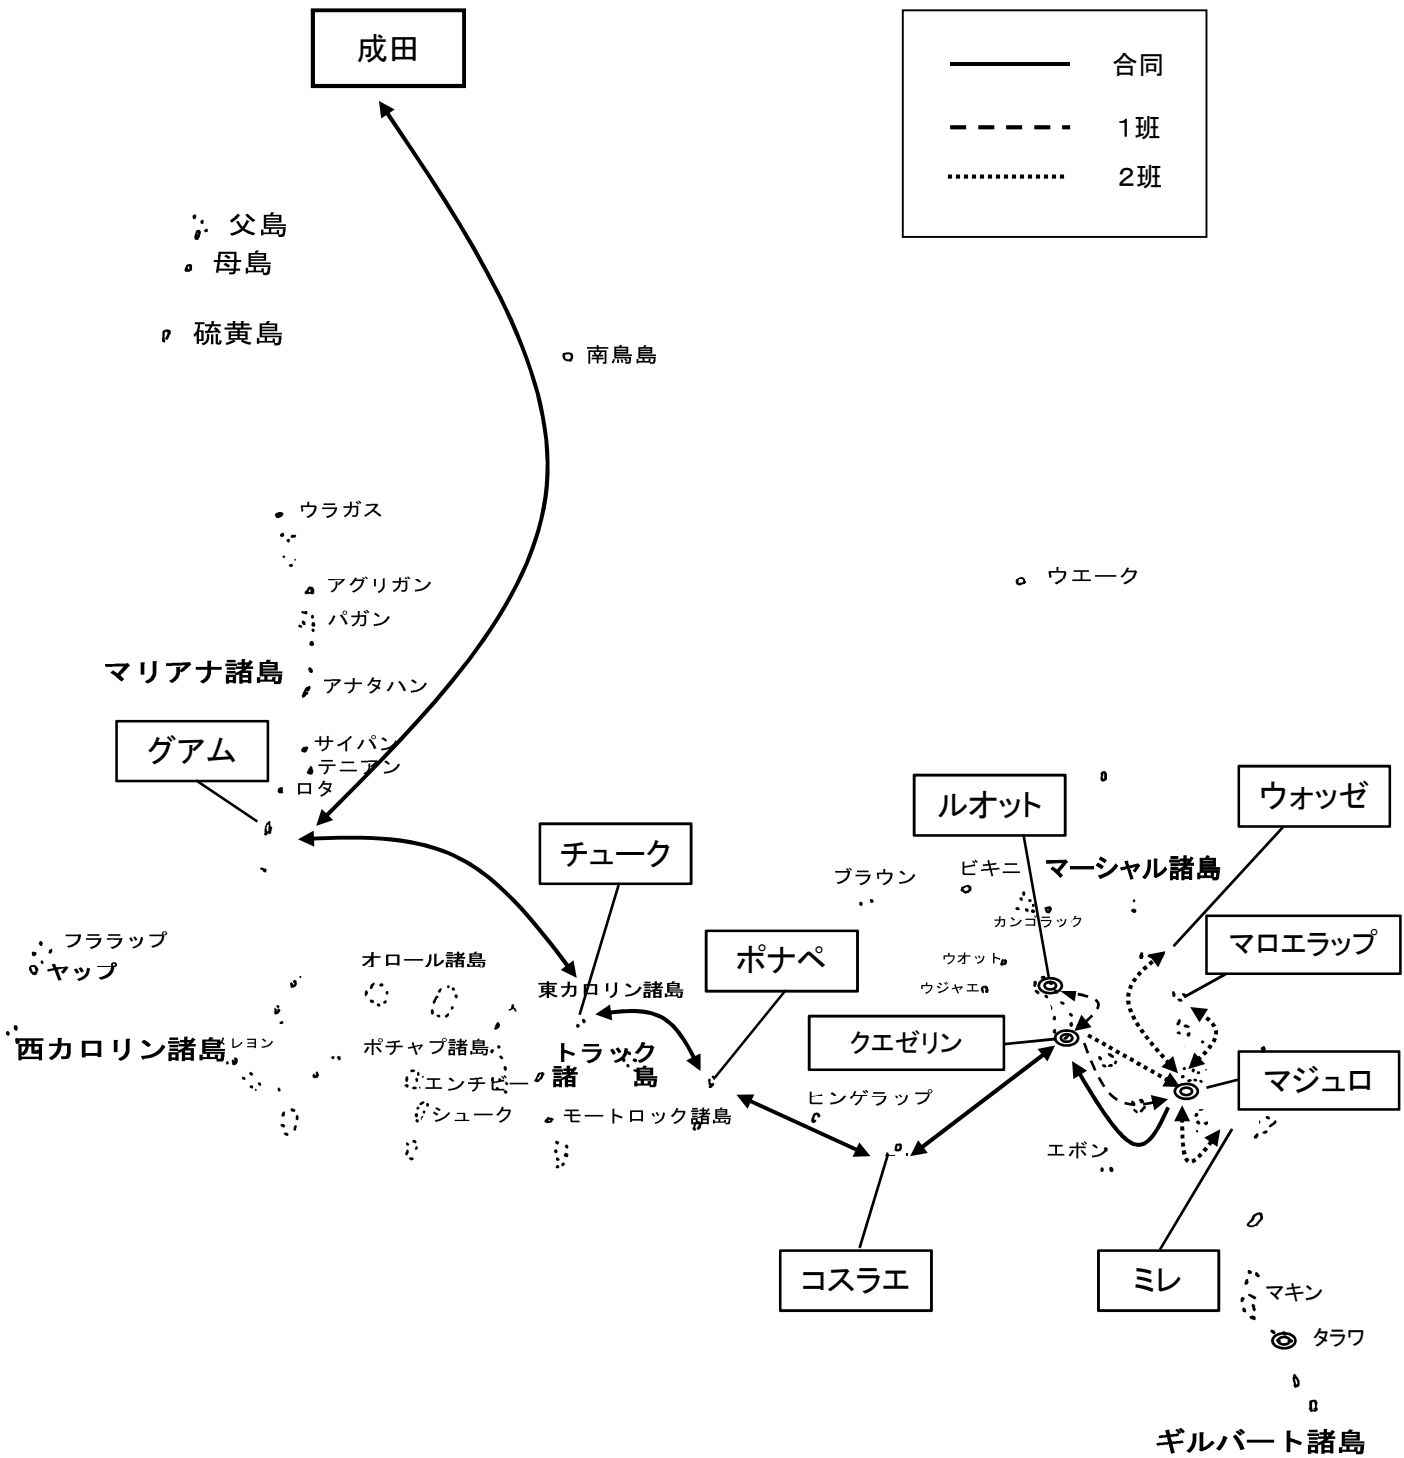 成田
合同
1班
2班
父島
母島
硫黄島
南鳥島
ウラガス
アグリガン
パガン
ウエーク
マリアナ諸島
アナタハン
グアム
サイパン
テニアン
ロタ
チューク
ルオット
ウォッゼ
ブラウン
ビキニ
マーシャル諸島
カンゴラック
フララップ
ヤップ
オロール諸島
東カロリン諸島
ポナペ
ウオット
ウジャエ
マロエラップ
西カロリン諸島
メレヨン
ポチャプ諸島
トラック
諸島
クエゼリン
エンチビー
シューク
モートロック諸島
ヒンゲラップ
マジュロ
エボン
コスラエ
ミレ
マキン
タラワ
ギルバート諸島